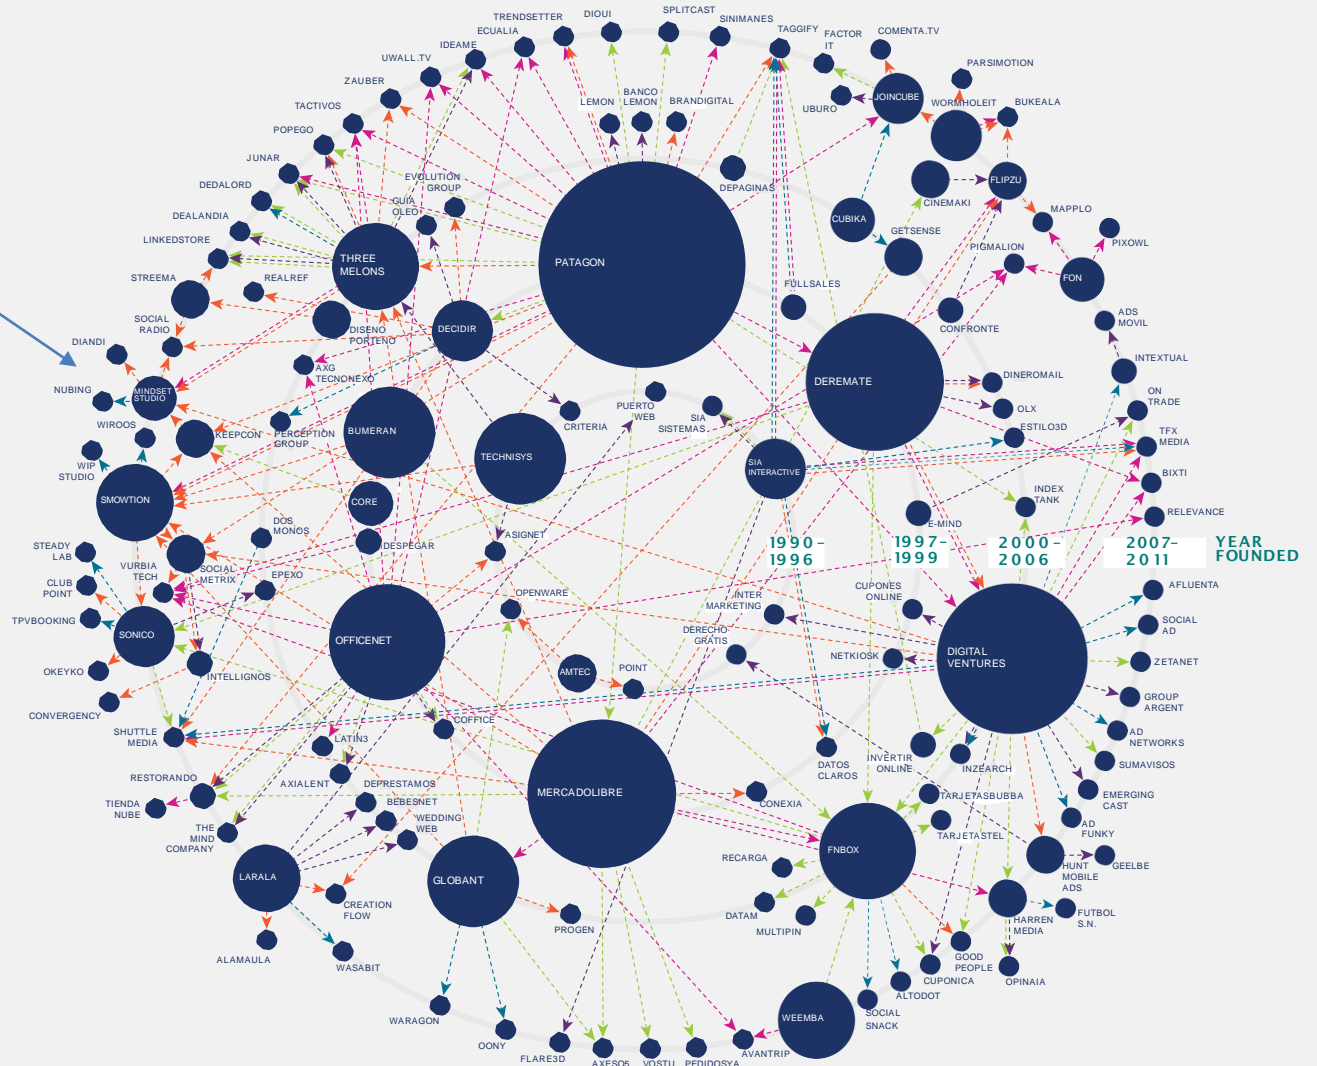 SPLITCAST
DIOUI
TRENDSETTER
SINIMANES
ECUALIA
TAGGIFY
COMENTA.TV
FACTOR
IT
IDEAME
UWALL.TV
PARSIMOTION
ZAUBER
BANCO
LEMON
LEMON
BRANDIGITAL
JOINCUBE
WORMHOLEIT
BUKEALA
TACTIVOS
UBURO
POPEGO
JUNAR
EVOLUTION
GROUP
DEPAGINAS
FLIPZU
DEDALORD
GUIA
OLEO
CINEMAKI
MAPPLO
DEALANDIA
CUBIKA
GETSENSE
LINKEDSTORE
THREE
MELONS
PATAGON
PIGMALION
PIXOWL
STREEMA
REALREF
FULLSALES
FON
SOCIAL
RADIO
DISENO
PORTENO
DECIDIR
CONFRONTE
ADS
MOVIL
DIANDI
AXG
TECNONEXO
INTEXTUAL
DEREMATE
DINEROMAIL
NUBING
MINDSET
STUDIO
PUERTO
WEB
SIA
SISTEMAS
OLX
ON
TRADE
WIROOS
KEEPCON
PERCEPTION
GROUP
BUMERAN
CRITERIA
ESTILO3D
TFX
MEDIA
WIP
STUDIO
TECHNISYS
SIA
INTERACTIVE
BIXTI
SMOWTION
CORE
INDEX
TANK
RELEVANCE
DOS
MONOS
E-MIND
STEADY
LAB
DESPEGAR
ASIGNET
1990–
1996
1997–
1999
2000–
2006
2007–
2011
YEAR
FOUNDED
VURBIA
TECH
SOCIAL
METRIX
EPEXO
CLUB
POINT
OPENWARE
INTER
MARKETING
CUPONES
ONLINE
AFLUENTA
TPVBOOKING
SONICO
OFFICENET
DERECHO
GRATIS
SOCIAL
AD
OKEYKO
INTELLIGNOS
AMTEC
POINT
NETKIOSK
DIGITAL
VENTURES
ZETANET
CONVERGENCY
GROUP
ARGENT
SHUTTLE
MEDIA
LATIN3
COFFICE
AD
NETWORKS
DATOS
CLAROS
INVERTIR
ONLINE
INZEARCH
SUMAVISOS
RESTORANDO
AXIALENT
DEPRESTAMOS
MERCADOLIBRE
CONEXIA
TARJETASBUBBA
EMERGING
CAST
TIENDA
NUBE
BEBESNET
TARJETASTEL
AD
FUNKY
THE
MIND
COMPANY
WEDDING
WEB
FNBOX
GEELBE
RECARGA
HUNT
MOBILE
ADS
LARALA
GLOBANT
CREATION
FLOW
DATAM
HARREN
MEDIA
FUTBOL
S.N.
PROGEN
MULTIPIN
ALAMAULA
WASABIT
GOOD
PEOPLE
CUPONICA
OPINAIA
ALTODOT
WARAGON
WEEMBA
SOCIAL
SNACK
OONY
FLARE3D
AXESO5
VOSTU
PEDIDOSYA
AVANTRIP